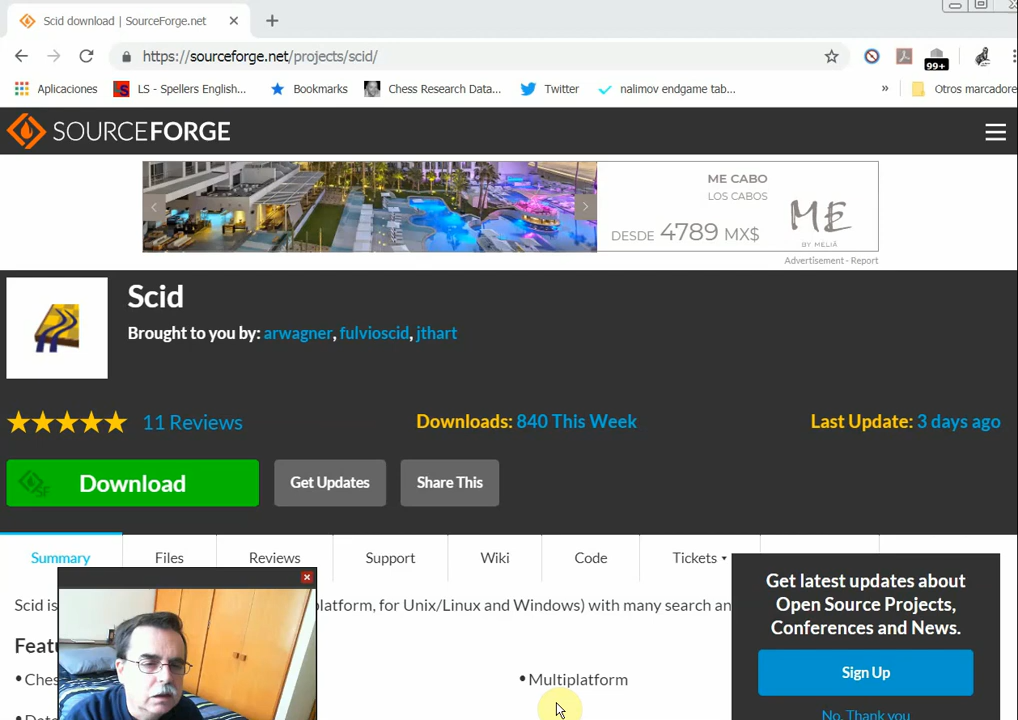 Scid download | SourceForge.net
https://sourceforge.net/projects/scid/
99+
Aplicaciones
LS - Spellers English...
Bookmarks
Chess Research Data...
Twitter
nalimov endgame tab...
»
Otros marcadore
SOURCEFORGE
ME CABO
LOS CABOS
DESDE 4789 MX$
ME
BY MELIÁ
Advertisement - Report
Scid
Brought to you by: arwagner, fulvioscid, jthart
11 Reviews
Downloads: 840 This Week
Last Update: 3 days ago
Download
Get Updates
Share This
Summary
Files
Reviews
Support
Wiki
Code
Tickets
Scid is
platform, for Unix/Linux and Windows) with many search an
Featu
• Ches
• Multiplatform
Get latest updates about
Open Source Projects,
Conferences and News.
Sign Up
No, Thank you